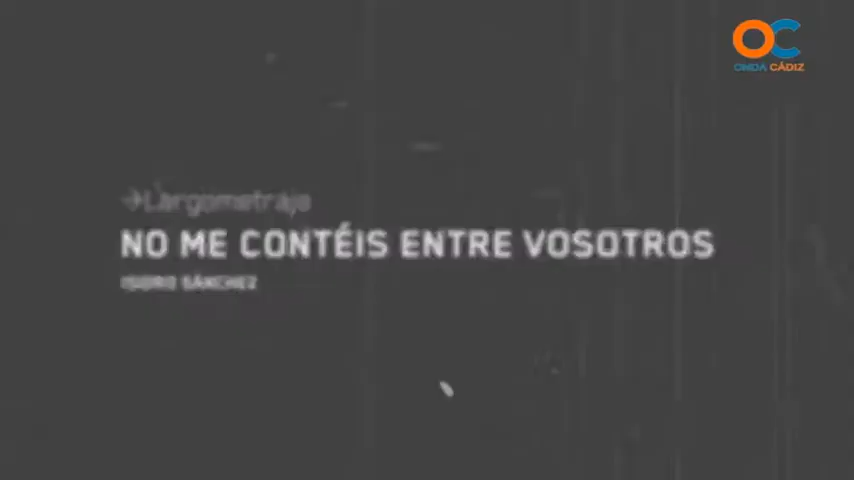 OC
ONDA CÁDIZ
→Largometraje
NO ME CONTÉIS ENTRE VOSOTROS
ISIDRO SÁNCHEZ